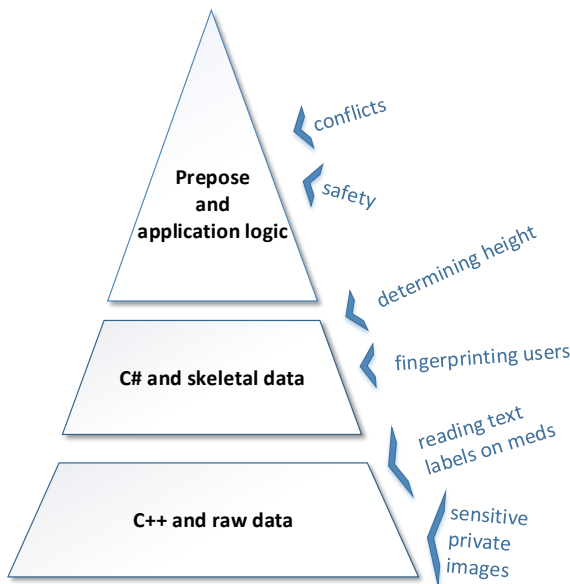 conflicts
Prepose
and
application logic
safety
determining height
C# and skeletal data
fingerprinting users
reading text
labels on meds
C++ and raw data
sensitive
private
images